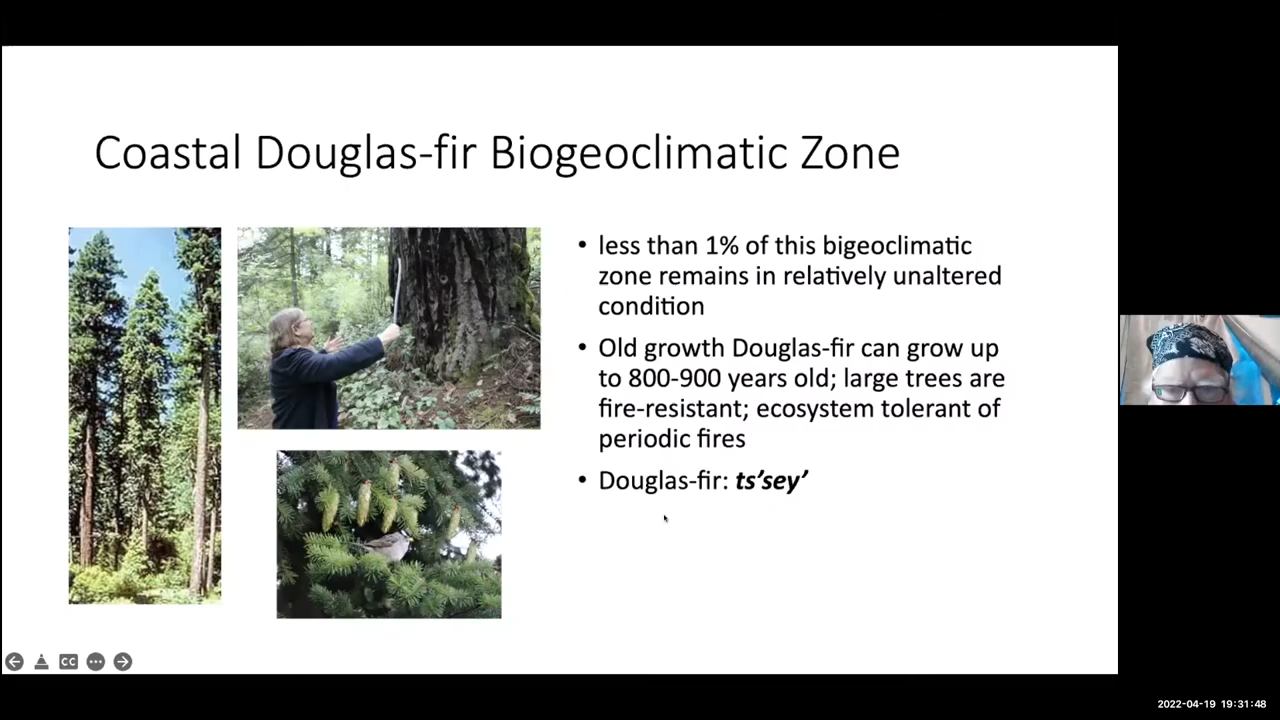 Coastal Douglas-fir Biogeoclimatic Zone
• less than 1% of this bigeoclimatic
zone remains in relatively unaltered
condition
• Old growth Douglas-fir can grow up
to 800-900 years old; large trees are
fire-resistant; ecosystem tolerant of
periodic fires
• Douglas-fir: ts’sey’
CC
2022-04-19 19:31:48